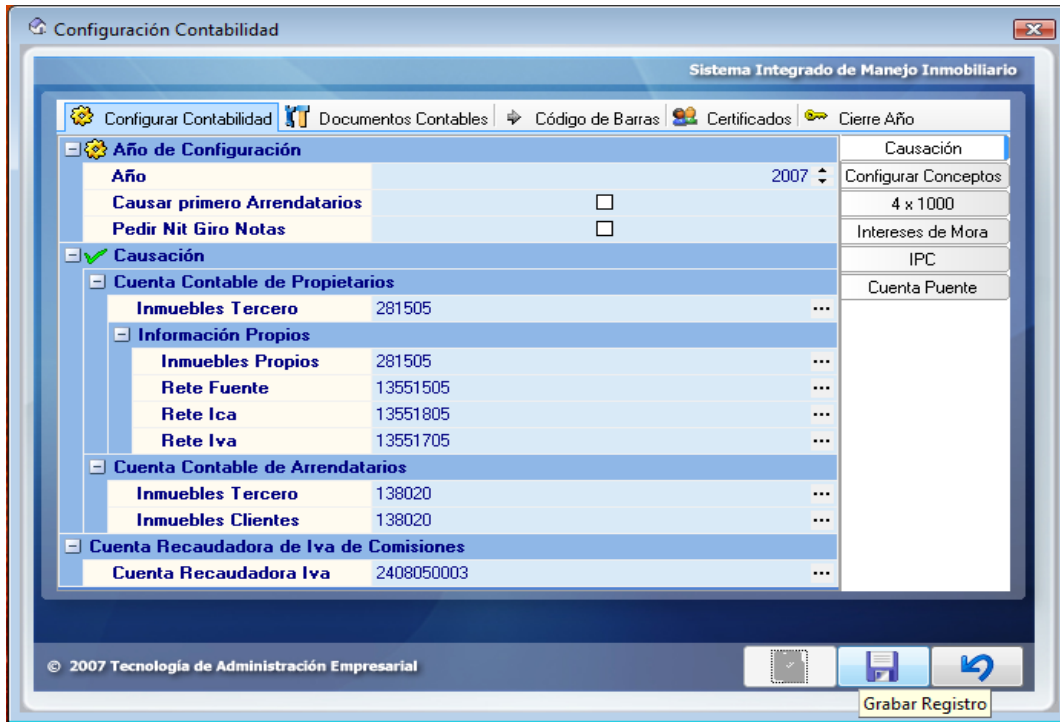 Configuración Contabilidad
Sistema Integrado de Manejo Inmobiliario
Configurar Contabilidad Documentos Contables Código de Barras Certificados Cierre Año
Año de Configuración
Año 2007
Causar primero Arrendatarios
Pedir Nit Giro Notas
Causación
Cuenta Contable de Propietarios
Inmuebles Tercero 281505 ...
Información Propios
Inmuebles Propios 281505 ...
Rete Fuente 13551505 ...
Rete Ica 13551805 ...
Rete Iva 13551705 ...
Cuenta Contable de Arrendatarios
Inmuebles Tercero 138020 ...
Inmuebles Clientes 138020 ...
Cuenta Recaudadora de Iva de Comisiones
Cuenta Recaudadora Iva 2408050003 ...
Causación
Configurar Conceptos
4 x 1000
Intereses de Mora
IPC
Cuenta Puente
© 2007 Tecnología de Administración Empresarial
Grabar Registro